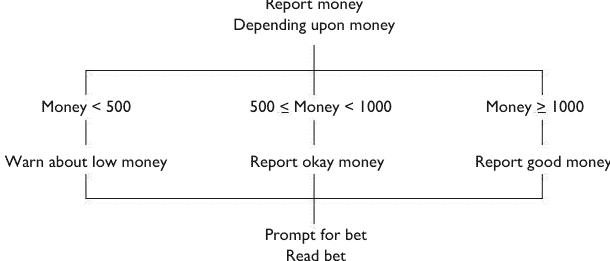 Report money
Depending upon money
Money < 500
500 ≤ Money < 1000
Money ≥ 1000
Warn about low money
Report okay money
Report good money
Prompt for bet
Read bet